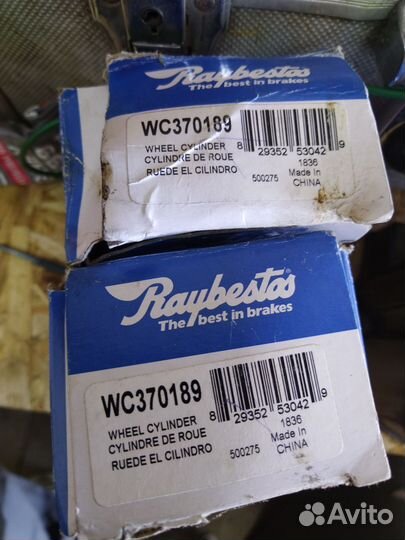 Raybestos
The best in brakes
WC370189
WHEEL CYLINDER
CYLINDRE DE ROUE
RUEDE EL CILINDRO
8 29352 53042 9
1836
500275 Made In
CHINA
Raybestos®
The best in brakes
WC370189
WHEEL CYLINDER
CYLINDRE DE ROUE
RUEDE EL CILINDRO
8 29352 53042 9
1836
500275 Made In
CHINA
Avito